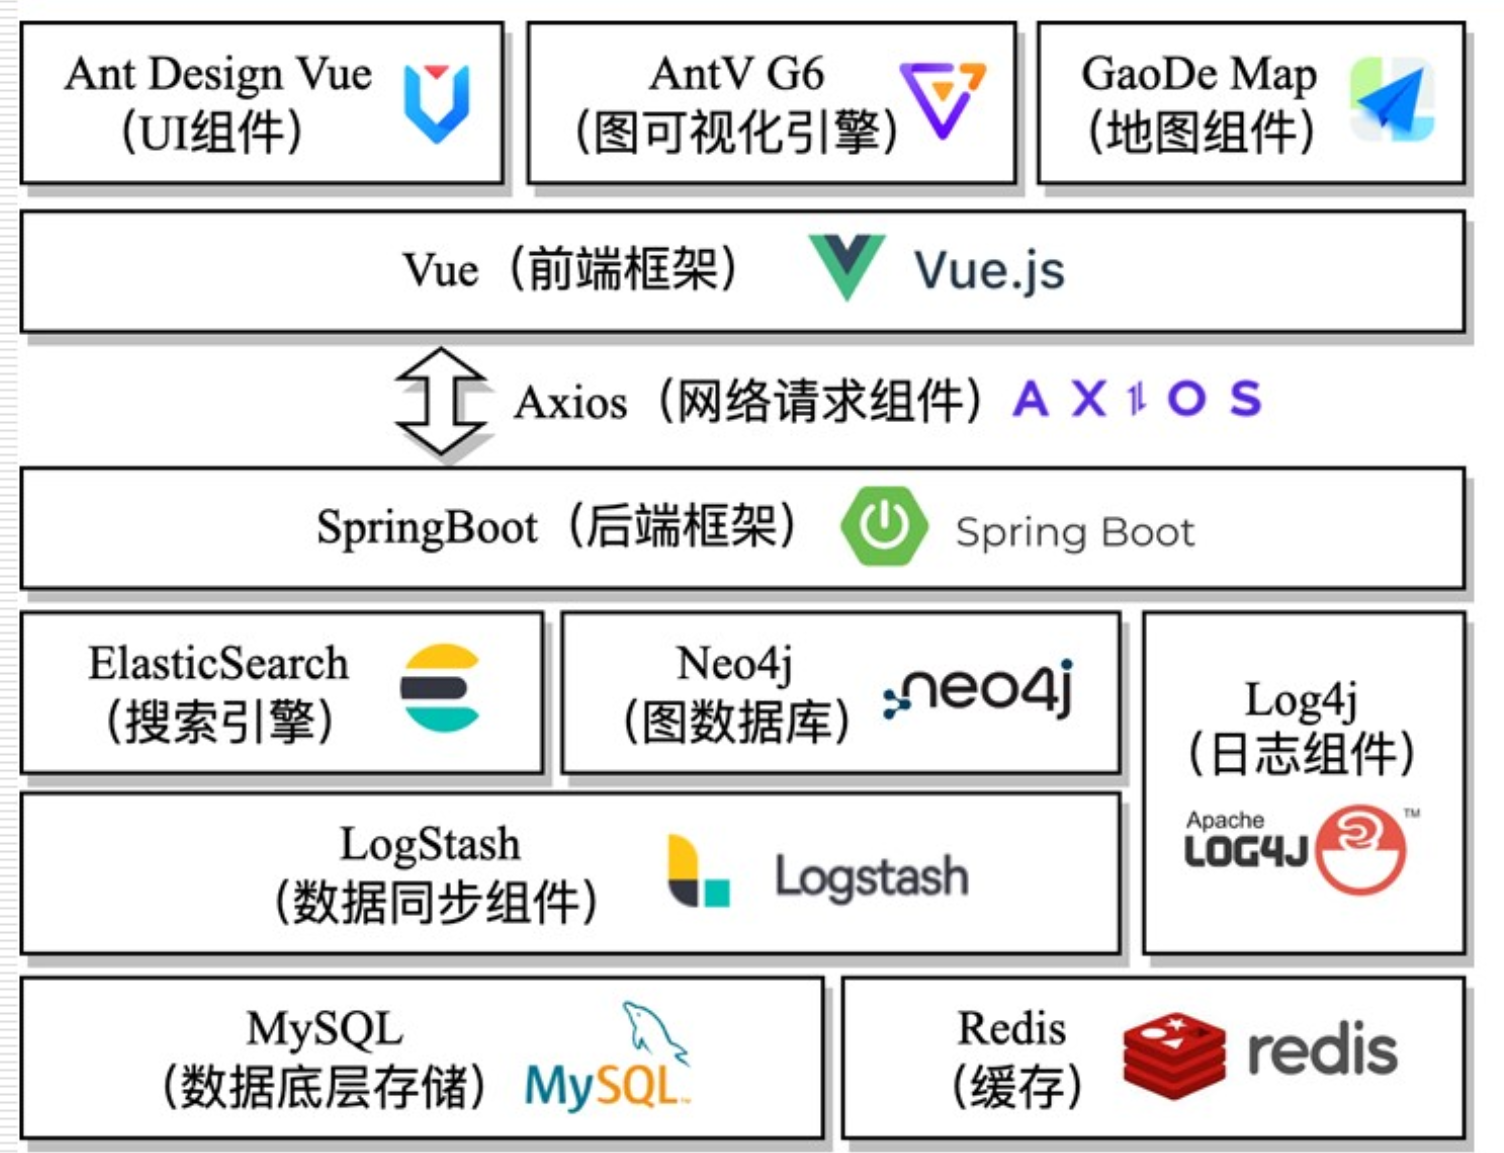 Ant Design Vue
（UI组件）
AntV G6
（图可视化引擎）
GaoDe Map
（地图组件）
Vue（前端框架）
Vue.js
Axios（网络请求组件）
AXIOS
SpringBoot（后端框架）
Spring Boot
ElasticSearch
（搜索引擎）
Neo4j
（图数据库）
neo4j
Log4j
（日志组件）
Apache
LOG4J
TM
LogStash
（数据同步组件）
Logstash
MySQL
（数据底层存储）
MySQL™
Redis
（缓存）
redis